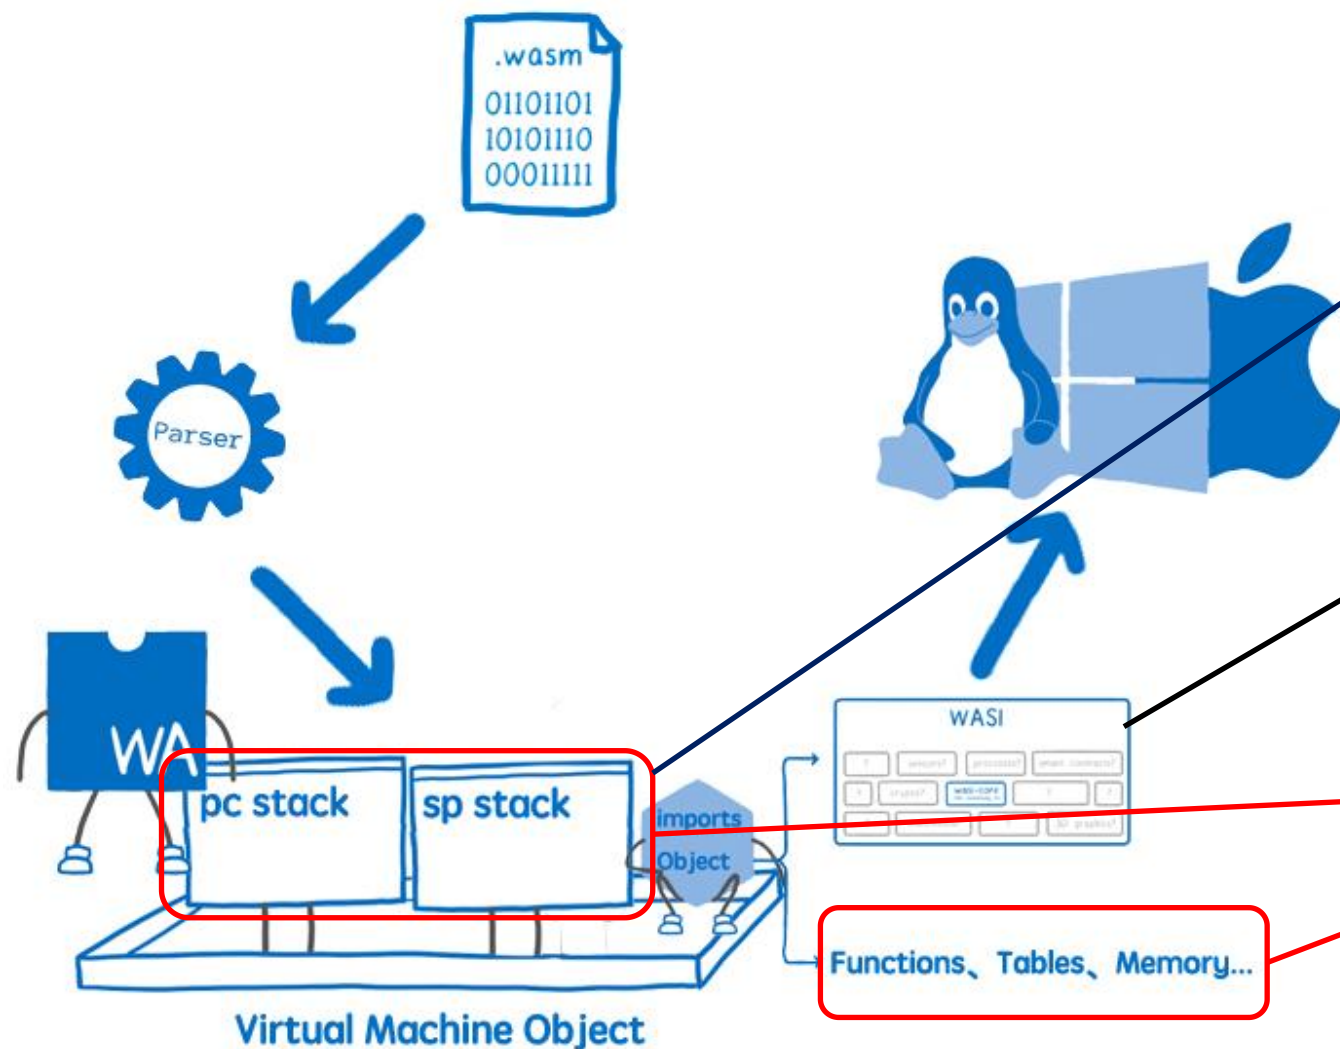 .wasm
01101101
10101110
00011111
Parser
WA
pc stack
sp stack
imports
Object
WASI
Functions、Tables、Memory...
Virtual Machine Object